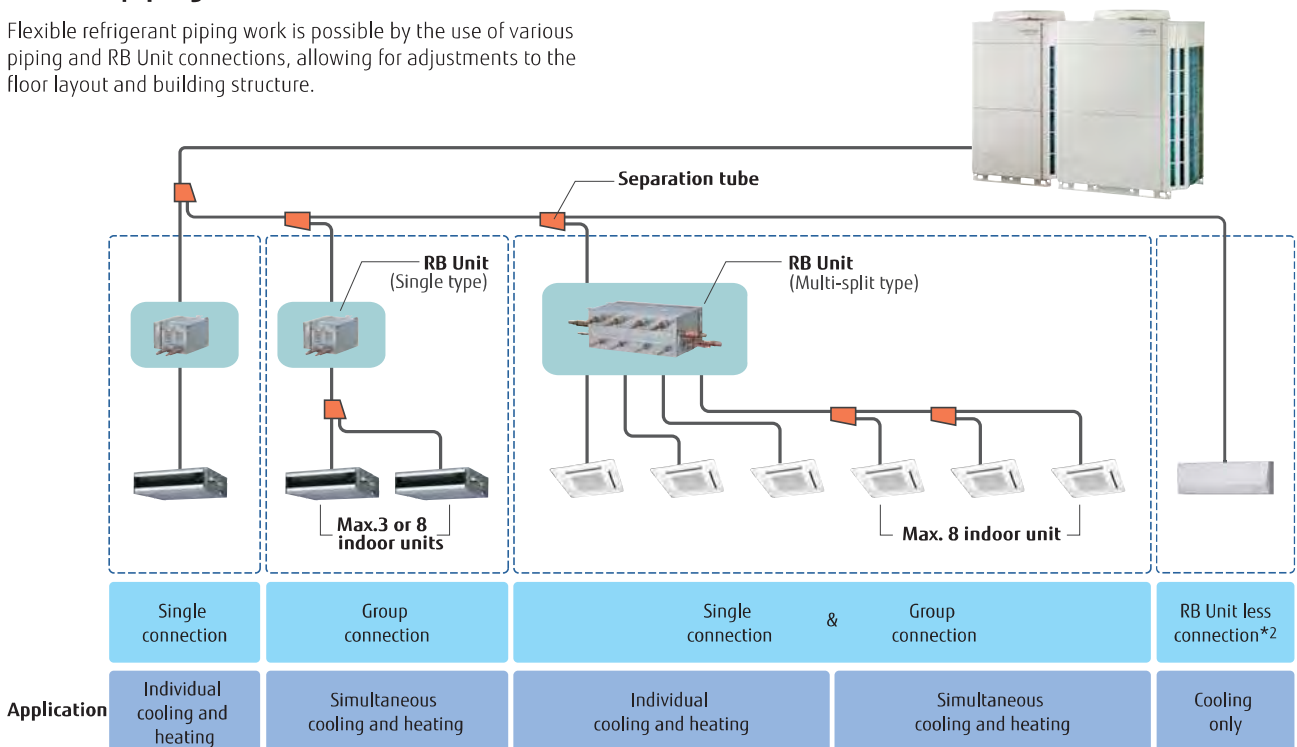 Flexible refrigerant piping work is possible by the use of various
piping and RB Unit connections, allowing for adjustments to the
floor layout and building structure.
Separation tube
RB Unit
(Single type)
RB Unit
(Multi-split type)
Max.3 or 8
indoor units
Max. 8 indoor unit
Single
connection
Group
connection
Single
connection
&
Group
connection
RB Unit less
connection*2
Application
Individual
cooling and
heating
Simultaneous
cooling and heating
Individual
cooling and heating
Simultaneous
cooling and heating
Cooling
only